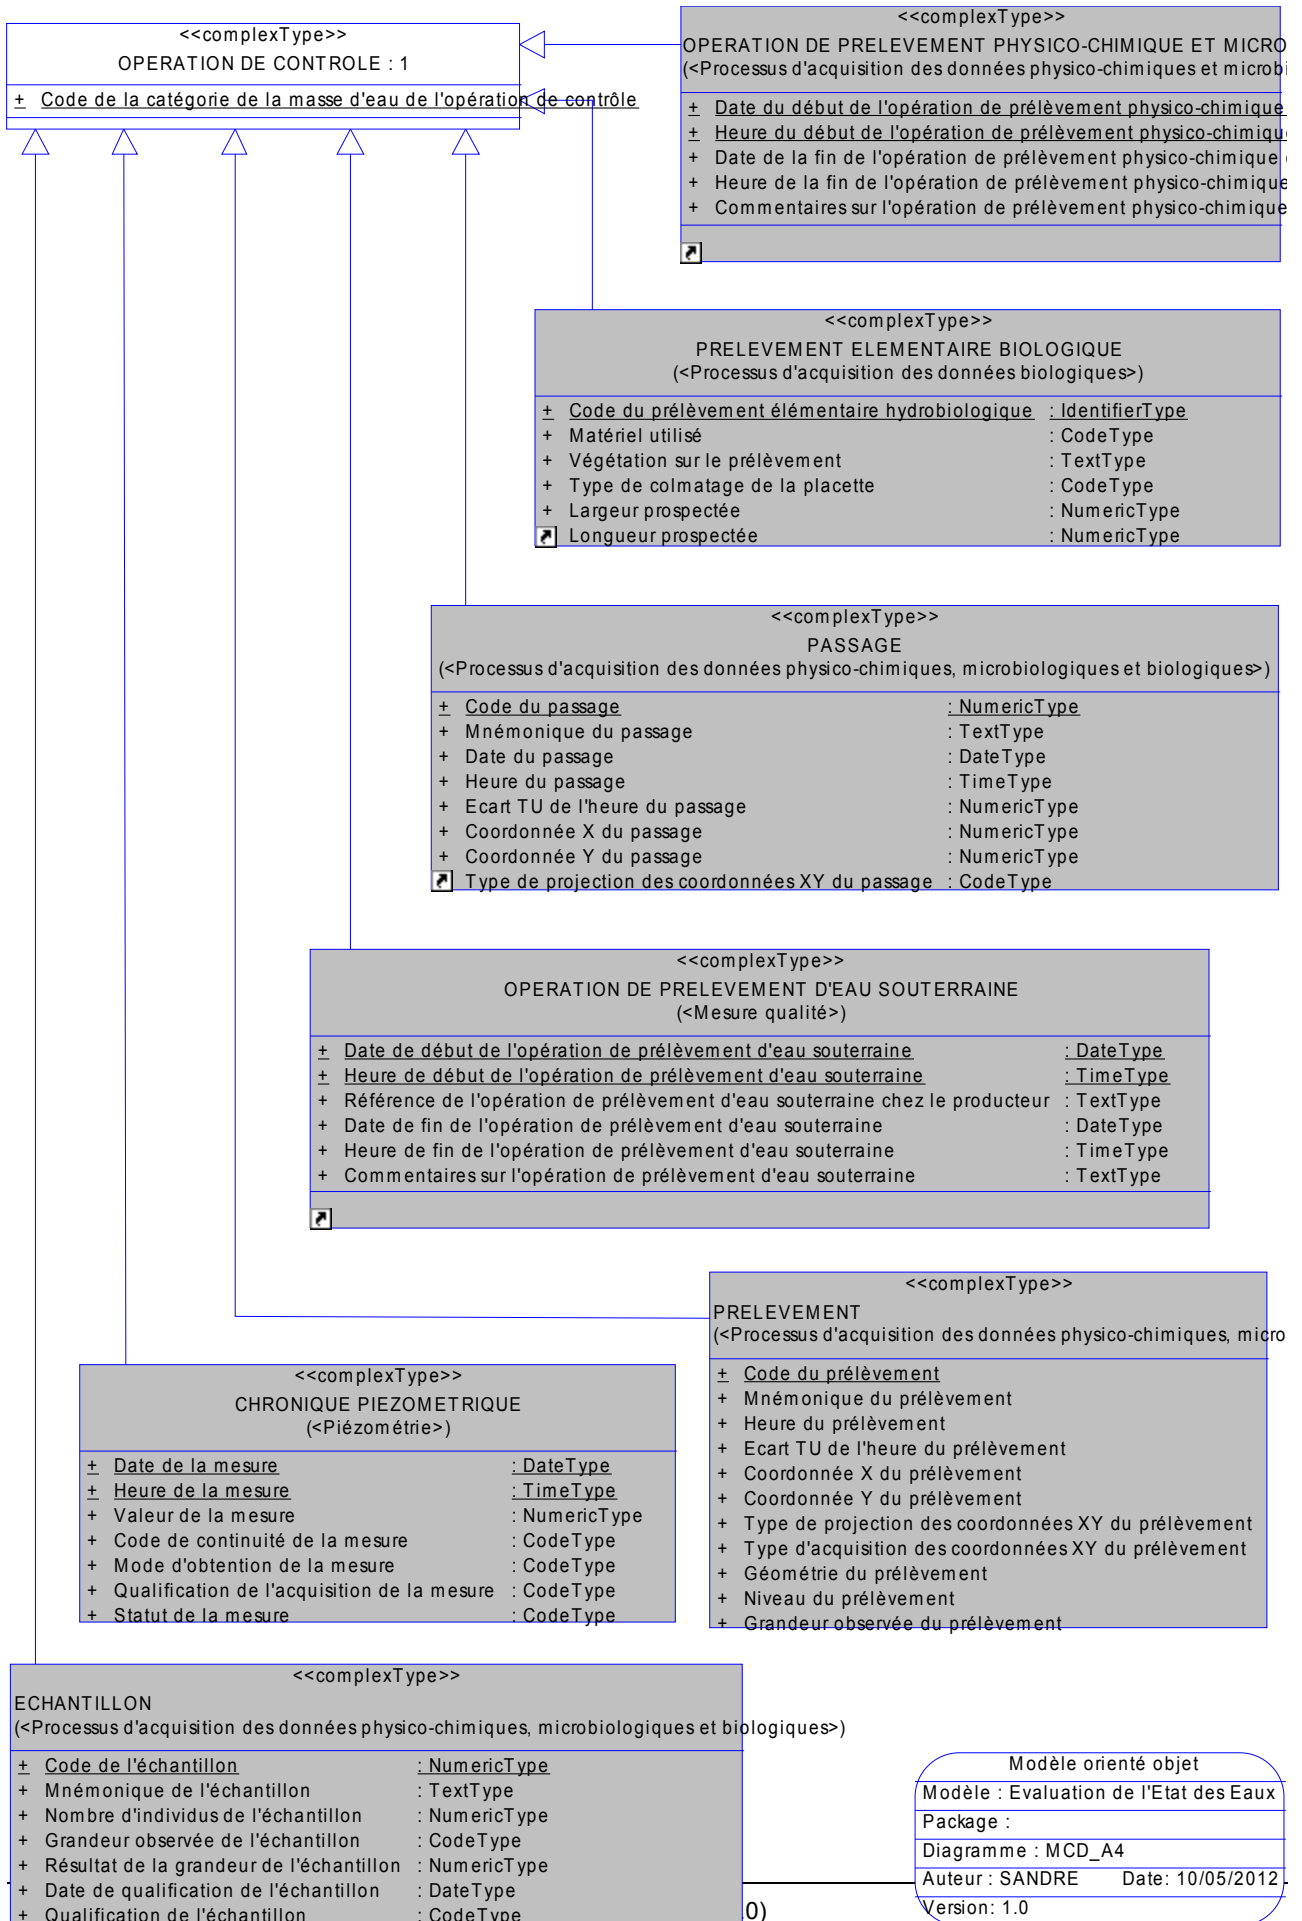 <<complexType>>
OPERATION DE CONTROLE : 1
+ Code de la catégorie de la masse d'eau de l'opération de contrôle
<<complexType>>
OPERATION DE PRELEVEMENT PHYSICO-CHIMIQUE ET MICRO
(<Processus d'acquisition des données physico-chimiques et microbi
+ Date du début de l'opération de prélèvement physico-chimique
+ Heure du début de l'opération de prélèvement physico-chimique
+ Date de la fin de l'opération de prélèvement physico-chimique
+ Heure de la fin de l'opération de prélèvement physico-chimique
+ Commentaires sur l'opération de prélèvement physico-chimique
<<complexType>>
PRELEVEMENT ELEMENTAIRE BIOLOGIQUE
(<Processus d'acquisition des données biologiques>)
+ Code du prélèvement élémentaire hydrobiologique : IdentifierType
+ Matériel utilisé : CodeType
+ Végétation sur le prélèvement : TextType
+ Type de colmatage de la placette : CodeType
+ Largeur prospectée : NumericType
Longueur prospectée : NumericType
<<complexType>>
PASSAGE
(<Processus d'acquisition des données physico-chimiques, microbiologiques et biologiques>)
+ Code du passage : NumericType
+ Mnémonique du passage : TextType
+ Date du passage : DateType
+ Heure du passage : TimeType
+ Ecart TU de l'heure du passage : NumericType
+ Coordonnée X du passage : NumericType
+ Coordonnée Y du passage : NumericType
Type de projection des coordonnées XY du passage : CodeType
<<complexType>>
OPERATION DE PRELEVEMENT D'EAU SOUTERRAINE
(<Mesure qualité>)
+ Date de début de l'opération de prélèvement d'eau souterraine : DateType
+ Heure de début de l'opération de prélèvement d'eau souterraine : TimeType
+ Référence de l'opération de prélèvement d'eau souterraine chez le producteur : TextType
+ Date de fin de l'opération de prélèvement d'eau souterraine : DateType
+ Heure de fin de l'opération de prélèvement d'eau souterraine : TimeType
+ Commentaires sur l'opération de prélèvement d'eau souterraine : TextType
<<complexType>>
PRELEVEMENT
(<Processus d'acquisition des données physico-chimiques, micro
+ Code du prélèvement
+ Mnémonique du prélèvement
+ Heure du prélèvement
+ Ecart TU de l'heure du prélèvement
+ Coordonnée X du prélèvement
+ Coordonnée Y du prélèvement
+ Type de projection des coordonnées XY du prélèvement
+ Type d'acquisition des coordonnées XY du prélèvement
+ Géométrie du prélèvement
+ Niveau du prélèvement
+ Grandeur observée du prélèvement
<<complexType>>
CHRONIQUE PIEZOMETRIQUE
(<Piézométrie>)
+ Date de la mesure : DateType
+ Heure de la mesure : TimeType
+ Valeur de la mesure : NumericType
+ Code de continuité de la mesure : CodeType
+ Mode d'obtention de la mesure : CodeType
+ Qualification de l'acquisition de la mesure : CodeType
+ Statut de la mesure : CodeType
<<complexType>>
ECHANTILLON
(<Processus d'acquisition des données physico-chimiques, microbiologiques et biologiques>)
+ Code de l'échantillon : NumericType
+ Mnémonique de l'échantillon : TextType
+ Nombre d'individus de l'échantillon : NumericType
+ Grandeur observée de l'échantillon : CodeType
+ Résultat de la grandeur de l'échantillon : NumericType
+ Date de qualification de l'échantillon : DateType
+ Qualification de l'échantillon : CodeType
0)
Modèle orienté objet
Modèle : Evaluation de l'Etat des Eaux
Package :
Diagramme : MCD_A4
Auteur : SANDRE Date: 10/05/2012
Version: 1.0